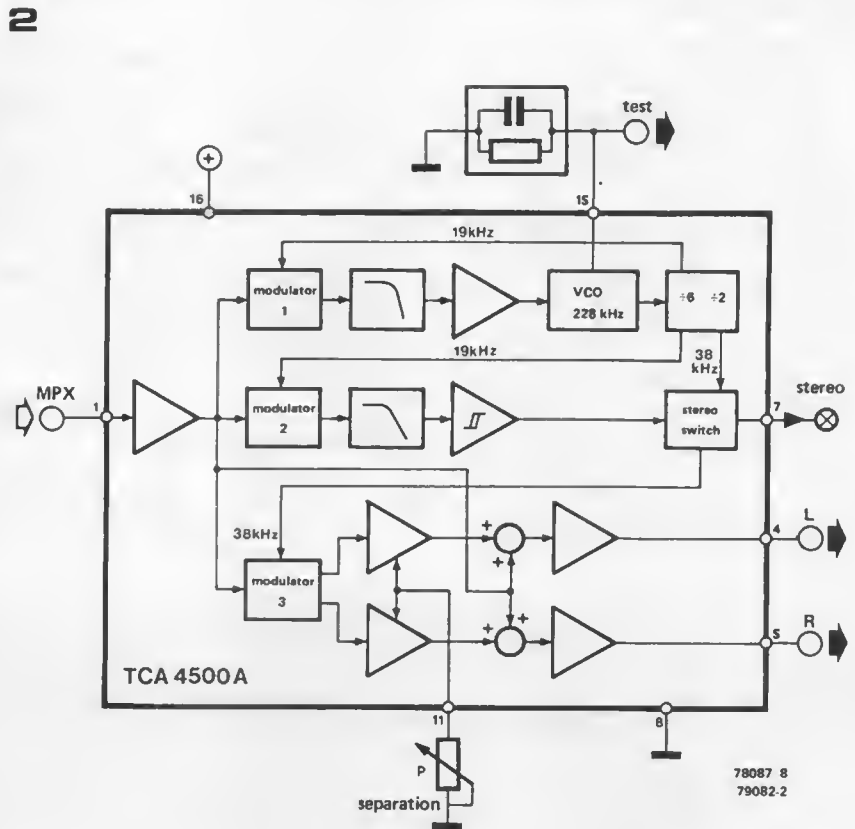 2
test
+
16
15
19kHz
modulator
1
VCO
228 kHz
÷6 ÷2
19kHz
38
kHz
MPX
1
modulator
2
stereo
switch
7
stereo
38kHz
modulator
3
+
+
4
L
+
+
5
R
TCA 4500A
11
8
P
separation
78087 8
79082-2